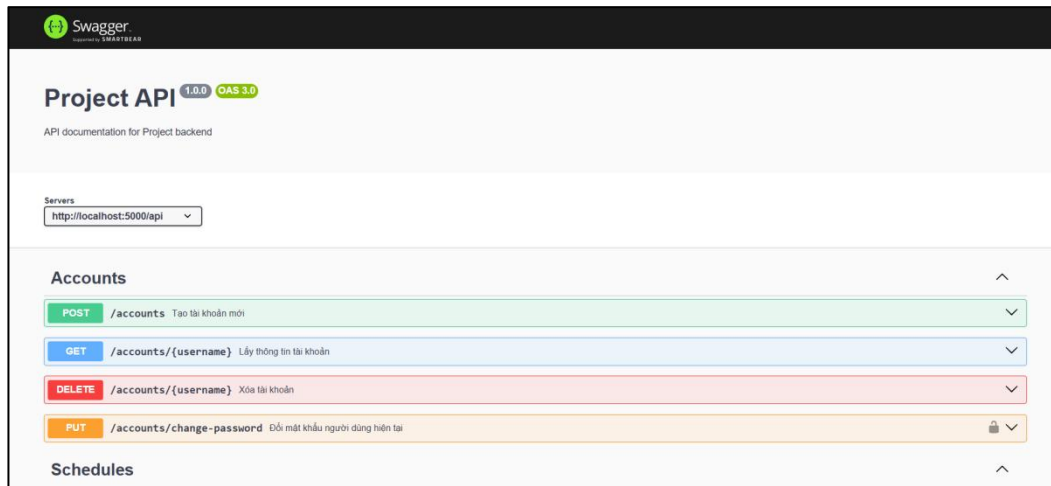 Swagger.
Supported by SMARTBEAR
Project API 1.0.0 OAS 3.0
API documentation for Project backend
Servers
http://localhost:5000/api
Accounts
POST /accounts Tạo tài khoản mới
GET /accounts/{username} Lấy thông tin tài khoản
DELETE /accounts/{username} Xóa tài khoản
PUT /accounts/change-password Đổi mật khẩu người dùng hiện tại
Schedules